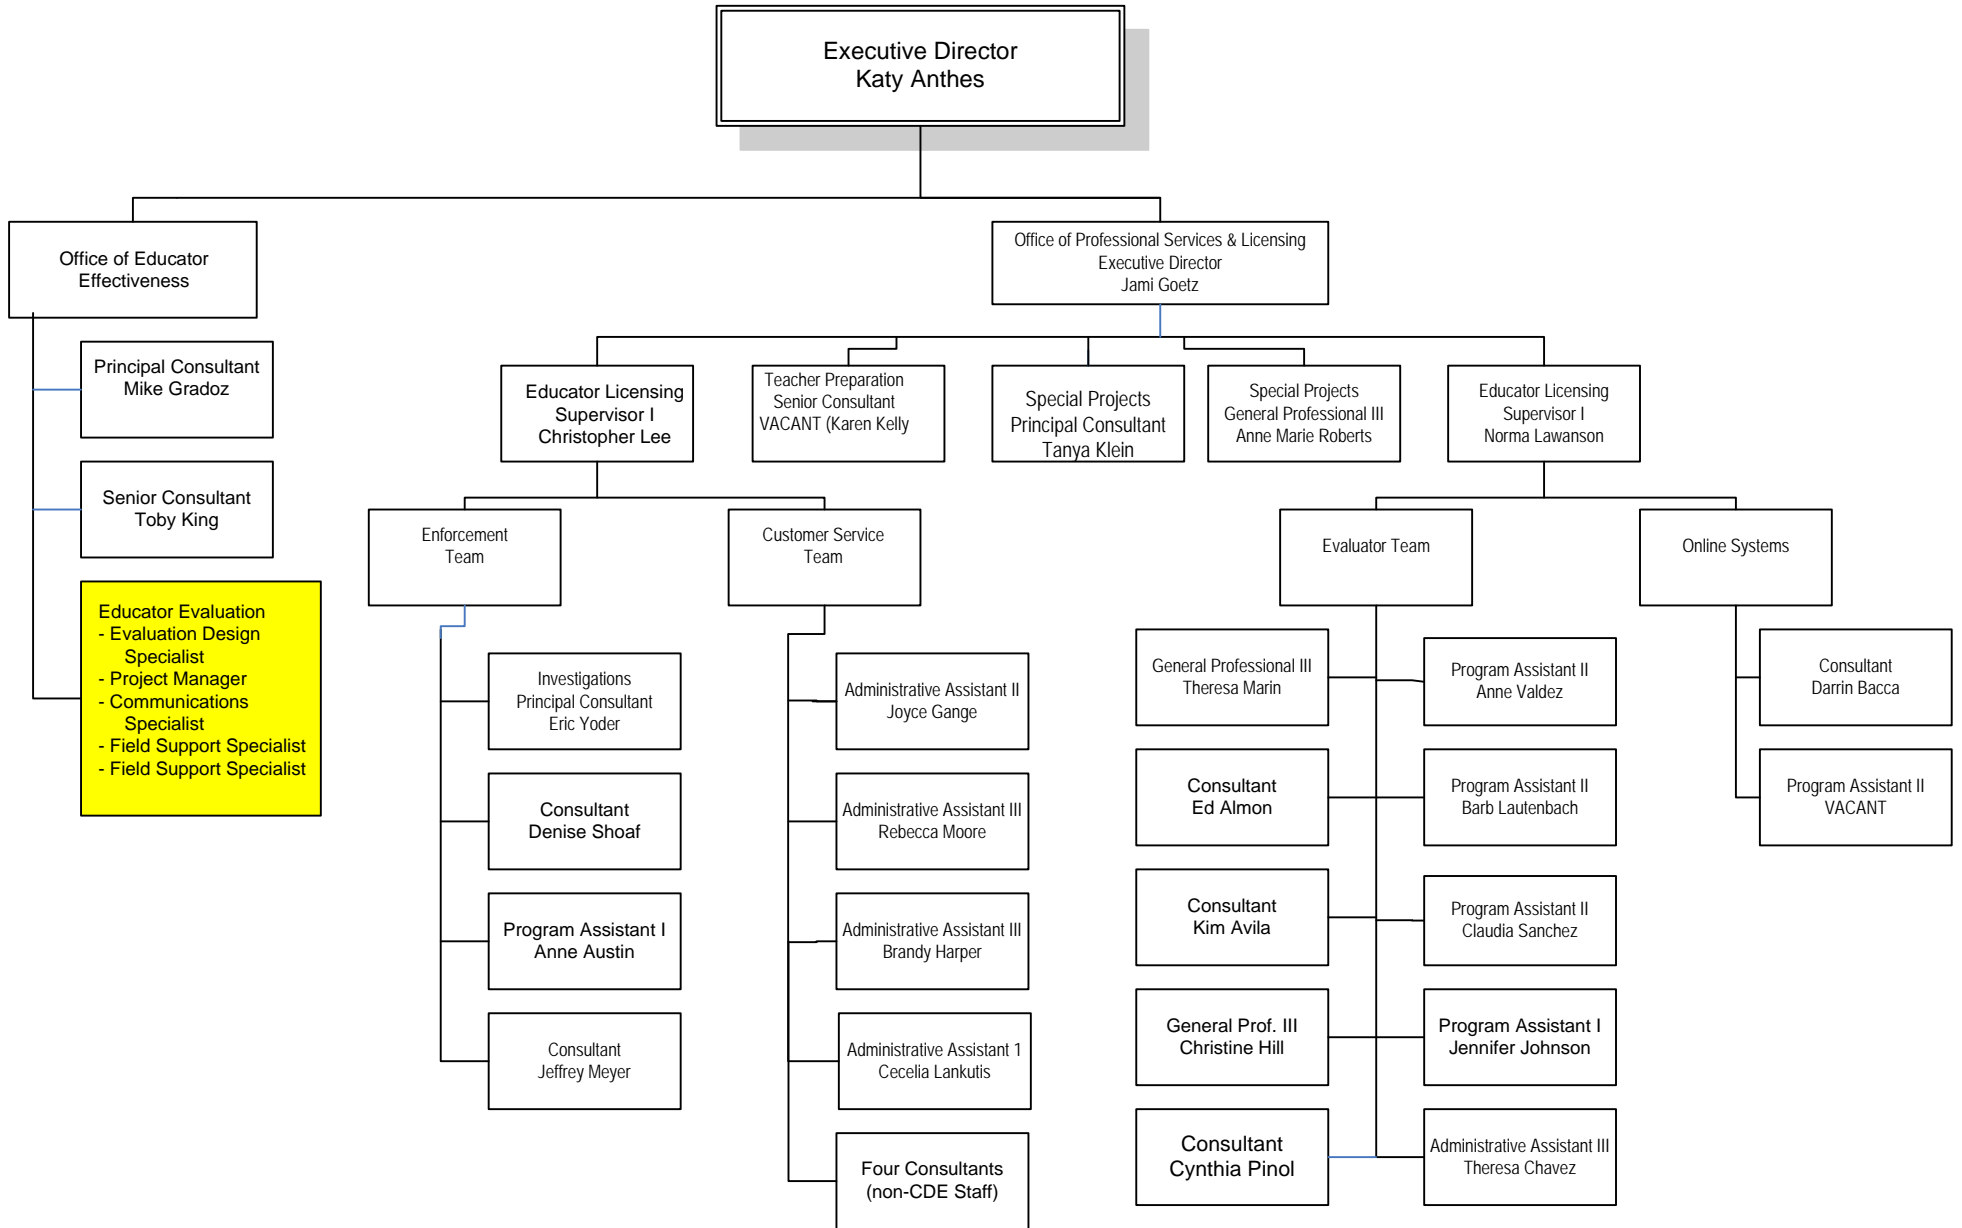 Executive Director
Katy Anthes
Office of Educator
Effectiveness
Office of Professional Services & Licensing
Executive Director
Jami Goetz
Principal Consultant
Mike Gradoz
Senior Consultant
Toby King
Educator Evaluation
- Evaluation Design
Specialist
- Project Manager
- Communications
Specialist
- Field Support Specialist
- Field Support Specialist
Educator Licensing
Supervisor I
Christopher Lee
Teacher Preparation
Senior Consultant
VACANT (Karen Kelly
Special Projects
Principal Consultant
Tanya Klein
Special Projects
General Professional III
Anne Marie Roberts
Educator Licensing
Supervisor I
Norma Lawanson
Enforcement
Team
Customer Service
Team
Evaluator Team
Online Systems
Investigations
Principal Consultant
Eric Yoder
Consultant
Denise Shoaf
Program Assistant I
Anne Austin
Consultant
Jeffrey Meyer
Administrative Assistant II
Joyce Gange
Administrative Assistant III
Rebecca Moore
Administrative Assistant III
Brandy Harper
Administrative Assistant 1
Cecelia Lankutis
Four Consultants
(non-CDE Staff)
General Professional III
Theresa Marin
Consultant
Ed Almon
Consultant
Kim Avila
General Prof. III
Christine Hill
Consultant
Cynthia Pinol
Program Assistant II
Anne Valdez
Program Assistant II
Barb Lautenbach
Program Assistant II
Claudia Sanchez
Program Assistant I
Jennifer Johnson
Administrative Assistant III
Theresa Chavez
Consultant
Darrin Bacca
Program Assistant II
VACANT